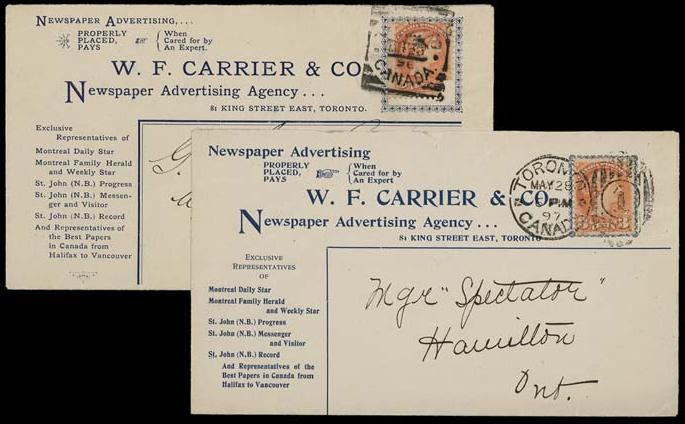 NEWSPAPER ADVERTISING,...
PROPERLY PLACED, PAYS { When Cared for by An Expert.
W. F. CARRIER & CO
Newspaper Advertising Agency...
81 KING STREET EAST, TORONTO.
Exclusive
Representatives of
Montreal Daily Star
Montreal Family Herald
and Weekly Star
St. John (N.B.) Progress
St. John (N.B.) Messen-
ger and Visitor
St. John (N.B.) Record
And Representatives of
the Best Papers
in Canada from
Halifax to Vancouver
CANADA.
Newspaper Advertising
PROPERLY PLACED, PAYS { When Cared for by An Expert.
W. F. CARRIER & CO.
Newspaper Advertising Agency...
81 KING STREET EAST, TORONTO
EXCLUSIVE
REPRESENTATIVES
OF
Montreal Daily Star
Montreal Family Herald
and Weekly Star
St. John (N.B.) Progress
St. John (N.B.) Messenger
and Visitor
St. John (N.B.) Record
And Representatives of the
Best Papers in Canada from
Halifax to Vancouver
TORONTO
MAY 28
PM
97
CANADA
Mgr "Spectator"
Hamilton
Ont.